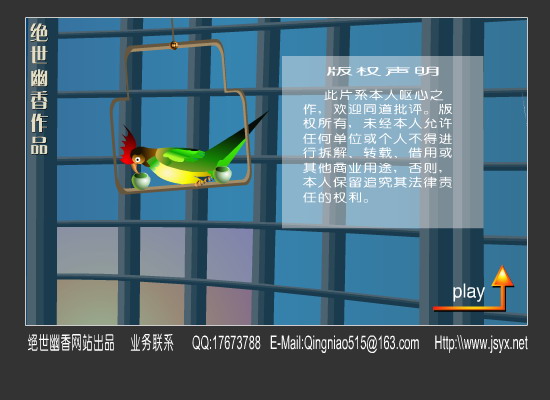 绝世幽香作品
版权声明
此片系本人呕心之
作，欢迎同道批评。版
权所有，未经本人允许
任何单位或个人不得进
行拆解、转载、借用或
其他商业用途，否则，
本人保留追究其法律责
任的权利。
play
绝世幽香网站出品 业务联系 QQ:17673788 E-Mail:Qingniao515@163.com Http:\\www.jsyx.net